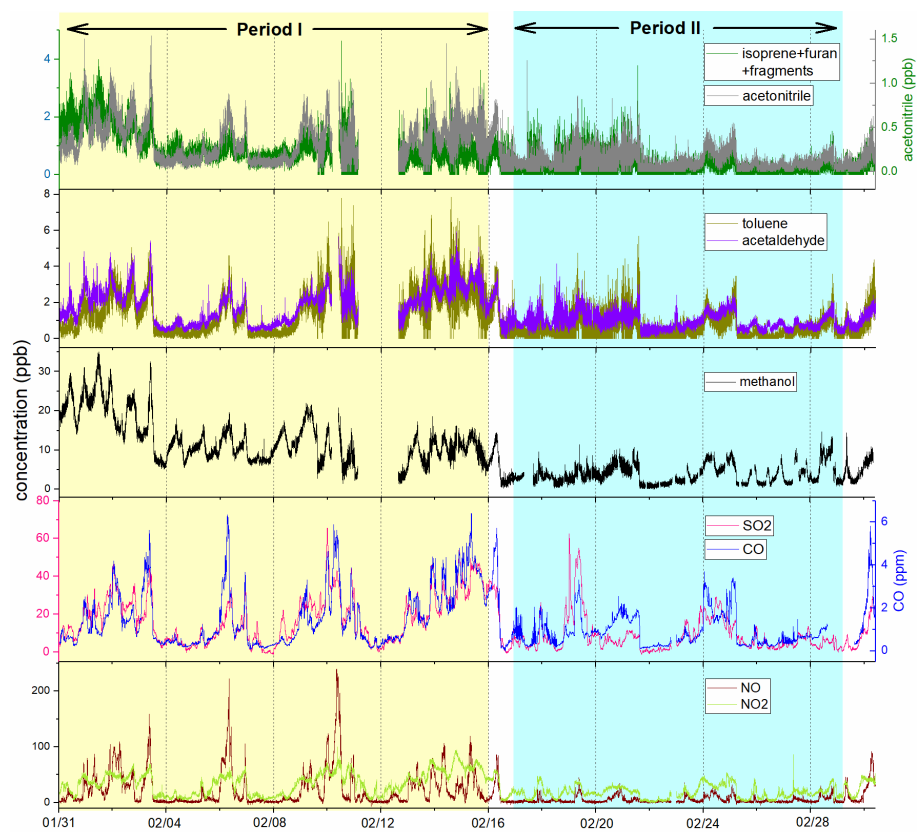 Period I
Period II
isoprene+furan
+fragments
acetonitrile
4
2
0
1.5
1.0
0.5
0.0
acetonitrile (ppb)
toluene
acetaldehyde
8
6
4
2
0
concentration (ppb)
methanol
30
20
10
0
SO2
CO
80
60
40
20
0
6
4
2
0
CO (ppm)
NO
NO2
200
100
0
01/31
02/04
02/08
02/12
02/16
02/20
02/24
02/28